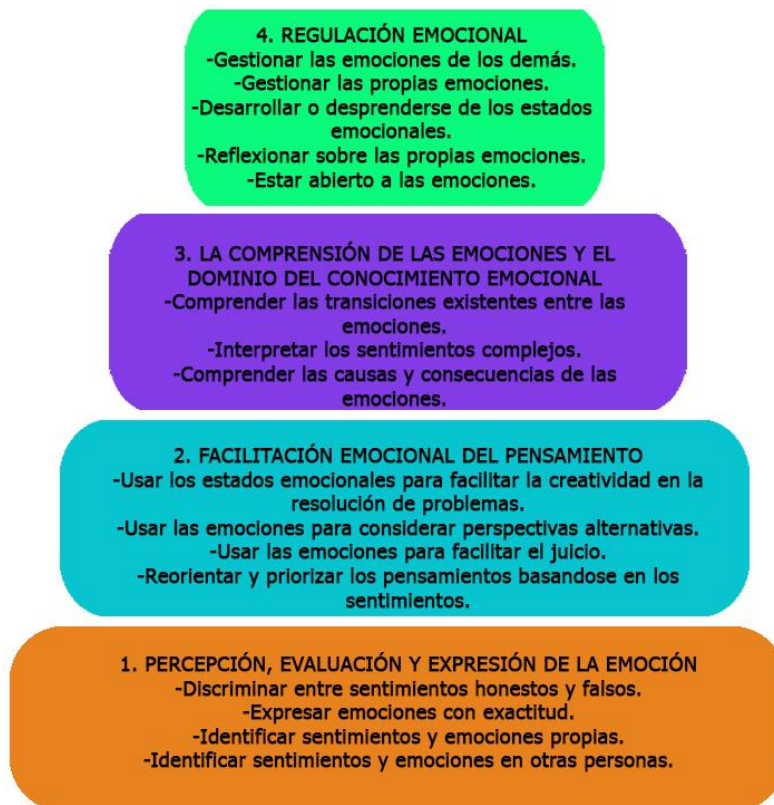 4. REGULACIÓN EMOCIONAL
-Gestionar las emociones de los demás.
-Gestionar las propias emociones.
-Desarrollar o desprenderse de los estados
emocionales.
-Reflexionar sobre las propias emociones.
-Estar abierto a las emociones.
3. LA COMPRENSIÓN DE LAS EMOCIONES Y EL
DOMINIO DEL CONOCIMIENTO EMOCIONAL
-Comprender las transiciones existentes entre las
emociones.
-Interpretar los sentimientos complejos.
-Comprender las causas y consecuencias de las
emociones.
2. FACILITACIÓN EMOCIONAL DEL PENSAMIENTO
-Usar los estados emocionales para facilitar la creatividad en la
resolución de problemas.
-Usar las emociones para considerar perspectivas alternativas.
-Usar las emociones para facilitar el juicio.
-Reorientar y priorizar los pensamientos basandose en los
sentimientos.
1. PERCEPCIÓN, EVALUACIÓN Y EXPRESIÓN DE LA EMOCIÓN
-Discriminar entre sentimientos honestos y falsos.
-Expresar emociones con exactitud.
-Identificar sentimientos y emociones propias.
-Identificar sentimientos y emociones en otras personas.